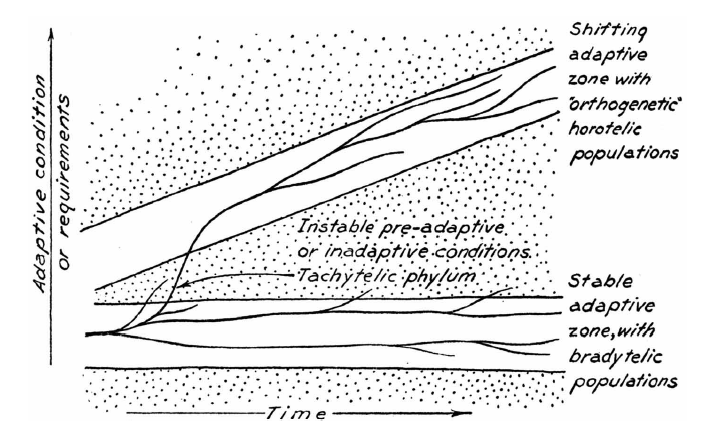 Adaptive condition
or requirements
Shifting
adaptive
zone with
"orthogenetic"
horotelic
populations
Instable pre-adaptive
or inadaptive conditions.
Tachytelic phylum
Stable
adaptive
zone, with
bradytelic
populations
Time